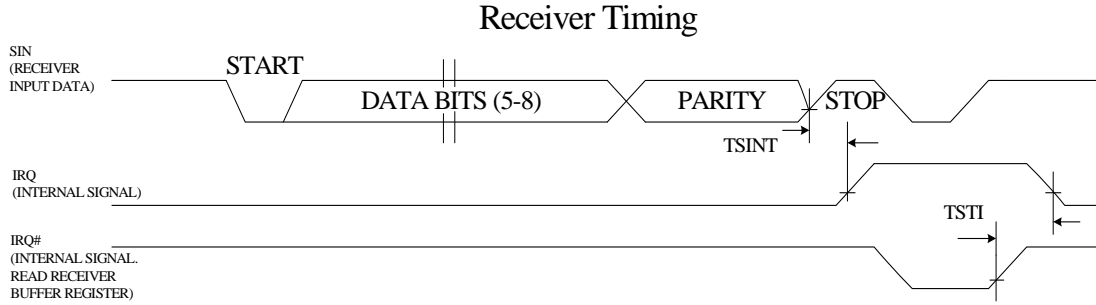 Receiver Timing
SIN
(RECEIVER
INPUT DATA)
START
DATA BITS (5-8)
PARITY
STOP
TSINT
IRQ
(INTERNAL SIGNAL)
TSTI
IRQ#
(INTERNAL SIGNAL.
READ RECEIVER
BUFFER REGISTER)